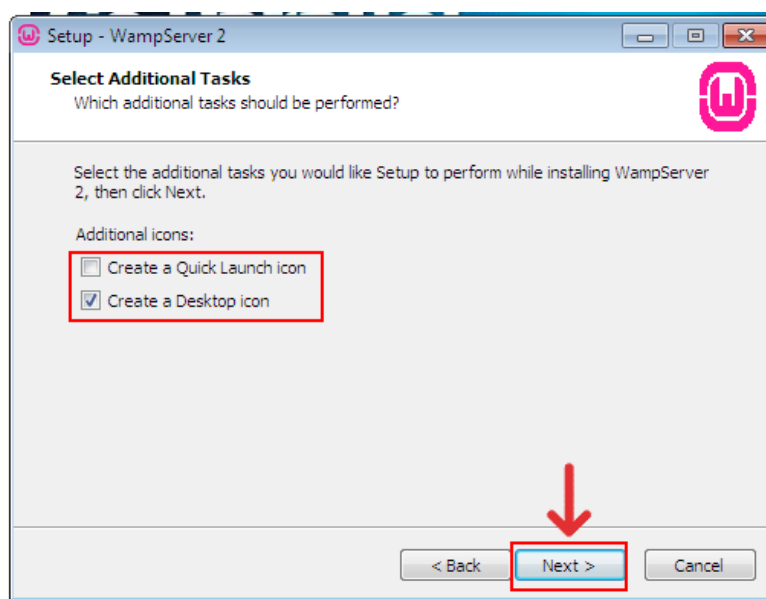 Setup - WampServer 2
Select Additional Tasks
Which additional tasks should be performed?
Select the additional tasks you would like Setup to perform while installing WampServer
2, then click Next.
Additional icons:
Create a Quick Launch icon
Create a Desktop icon
< Back Next > Cancel